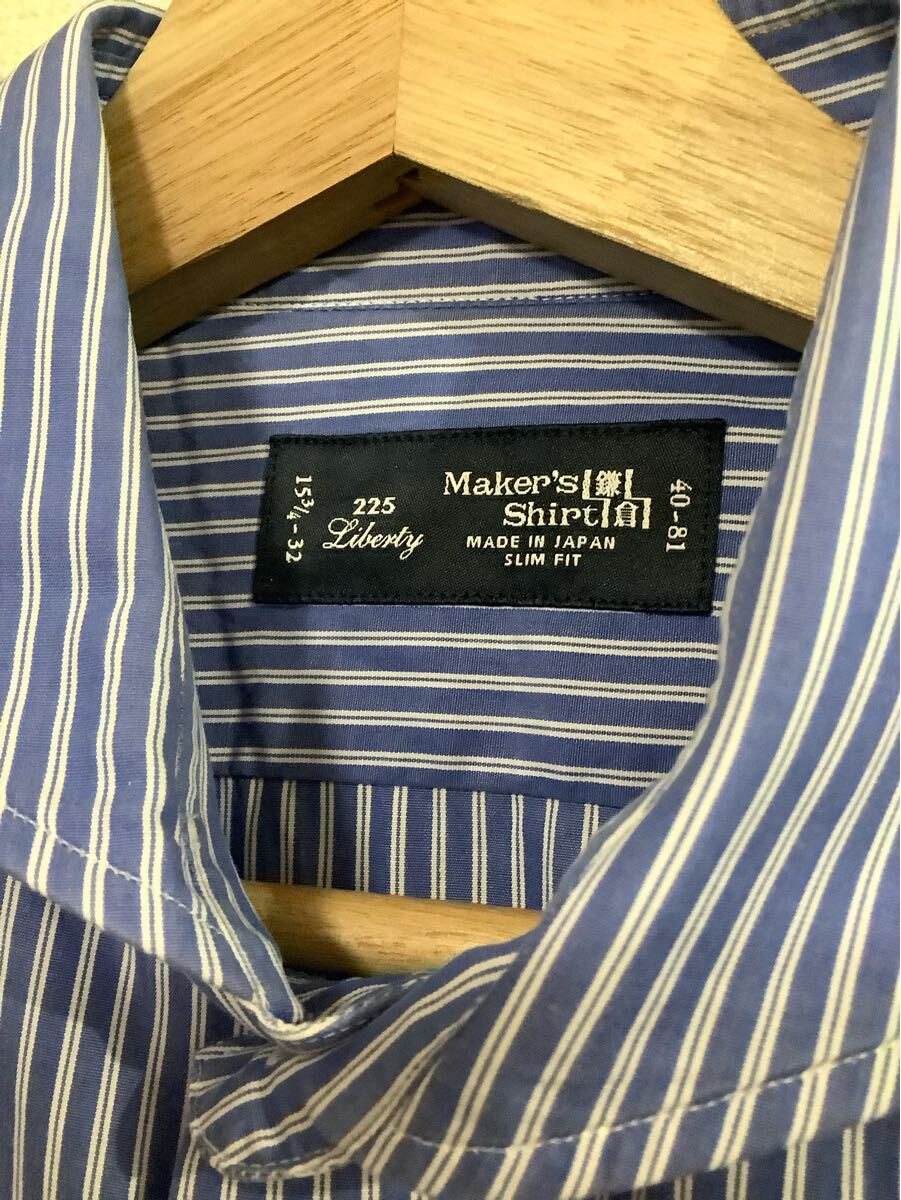 15¾-32
225
Liberty
Maker's 鎌
Shirt 倉
MADE IN JAPAN
SLIM FIT
40-81